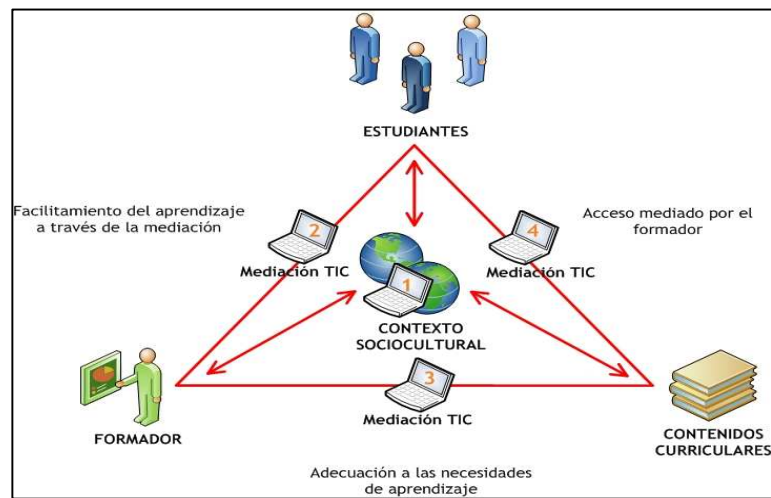 ESTUDIANTES
Facilitamiento del aprendizaje
a través de la mediación
Acceso mediado por el
formador
2
Mediación TIC
4
Mediación TIC
1
CONTEXTO
SOCIOCULTURAL
3
Mediación TIC
FORMADOR
CONTENIDOS
CURRICULARES
Adecuación a las necesidades
de aprendizaje